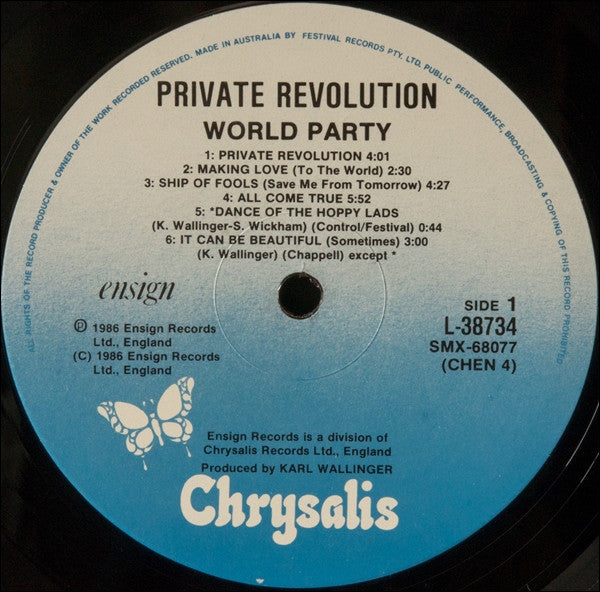 ALL RIGHTS OF THE RECORD PRODUCER & OWNER OF THE WORK RECORDED RESERVED. MADE IN AUSTRALIA BY FESTIVAL RECORDS PTY. LTD. PUBLIC PERFORMANCE, BROADCASTING & COPYING OF THIS RECORD PROHIBITED
PRIVATE REVOLUTION
WORLD PARTY
1: PRIVATE REVOLUTION 4:01
2: MAKING LOVE (To The World) 2:30
3: SHIP OF FOOLS (Save Me From Tomorrow) 4:27
4: ALL COME TRUE 5:52
5: *DANCE OF THE HOPPY LADS
(K. Wallinger-S. Wickham) (Control/Festival) 0:44
6: IT CAN BE BEAUTIFUL (Sometimes) 3:00
(K. Wallinger) (Chappell) except *
ensign
℗ 1986 Ensign Records
Ltd., England
(C) 1986 Ensign Records
Ltd., England
SIDE 1
L-38734
SMX-68077
(CHEN 4)
Ensign Records is a division of
Chrysalis Records Ltd., England
Produced by KARL WALLINGER
Chrysalis